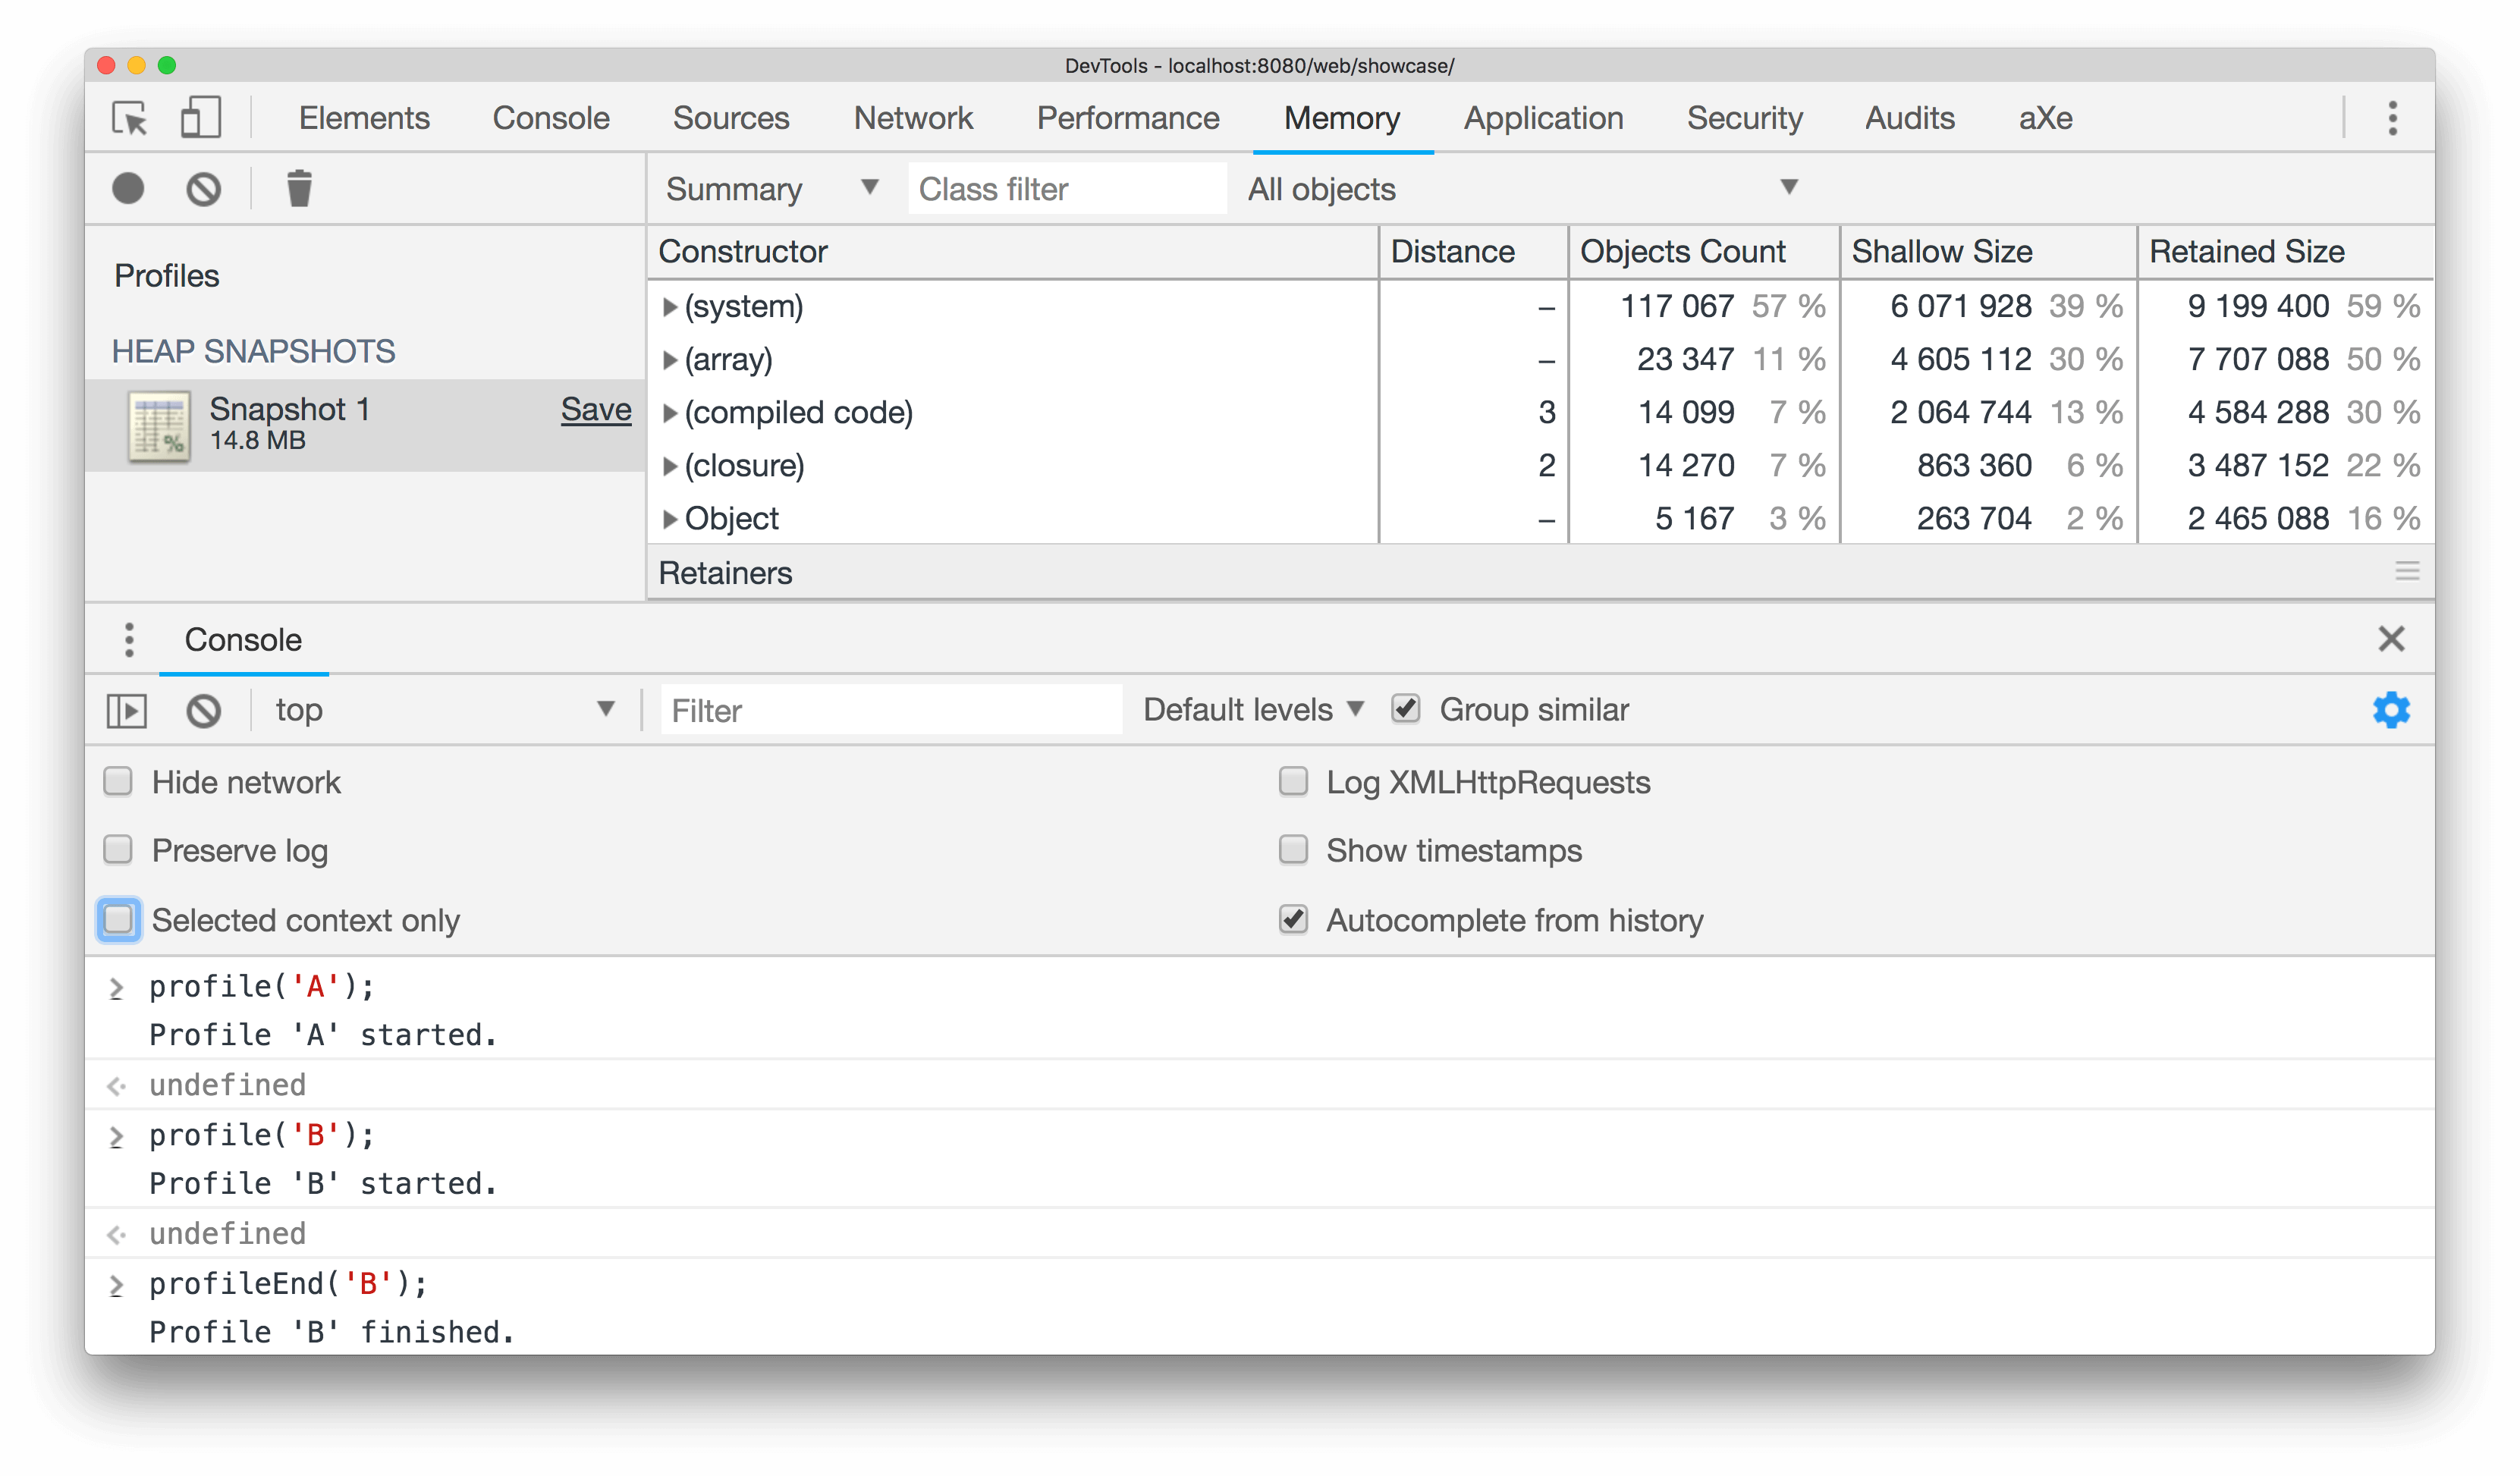 DevTools - localhost:8080/web/showcase/
Elements Console Sources Network Performance Memory Application Security Audits aXe
Summary Class filter All objects
Profiles
HEAP SNAPSHOTS
Snapshot 1 Save
14.8 MB
Constructor Distance Objects Count Shallow Size Retained Size
(system) – 117 067 57 % 6 071 928 39 % 9 199 400 59 %
(array) – 23 347 11 % 4 605 112 30 % 7 707 088 50 %
(compiled code) 3 14 099 7 % 2 064 744 13 % 4 584 288 30 %
(closure) 2 14 270 7 % 863 360 6 % 3 487 152 22 %
Object – 5 167 3 % 263 704 2 % 2 465 088 16 %
Retainers
Console
top Filter Default levels Group similar
Hide network Log XMLHttpRequests
Preserve log Show timestamps
Selected context only Autocomplete from history
profile('A');
Profile 'A' started.
undefined
profile('B');
Profile 'B' started.
undefined
profileEnd('B');
Profile 'B' finished.